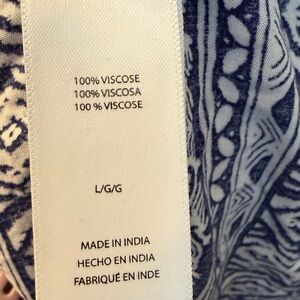 100% VISCOSE
100% VISCOSA
100 % VISCOSE
L/G/G
MADE IN INDIA
HECHO EN INDIA
FABRIQUÉ EN INDE